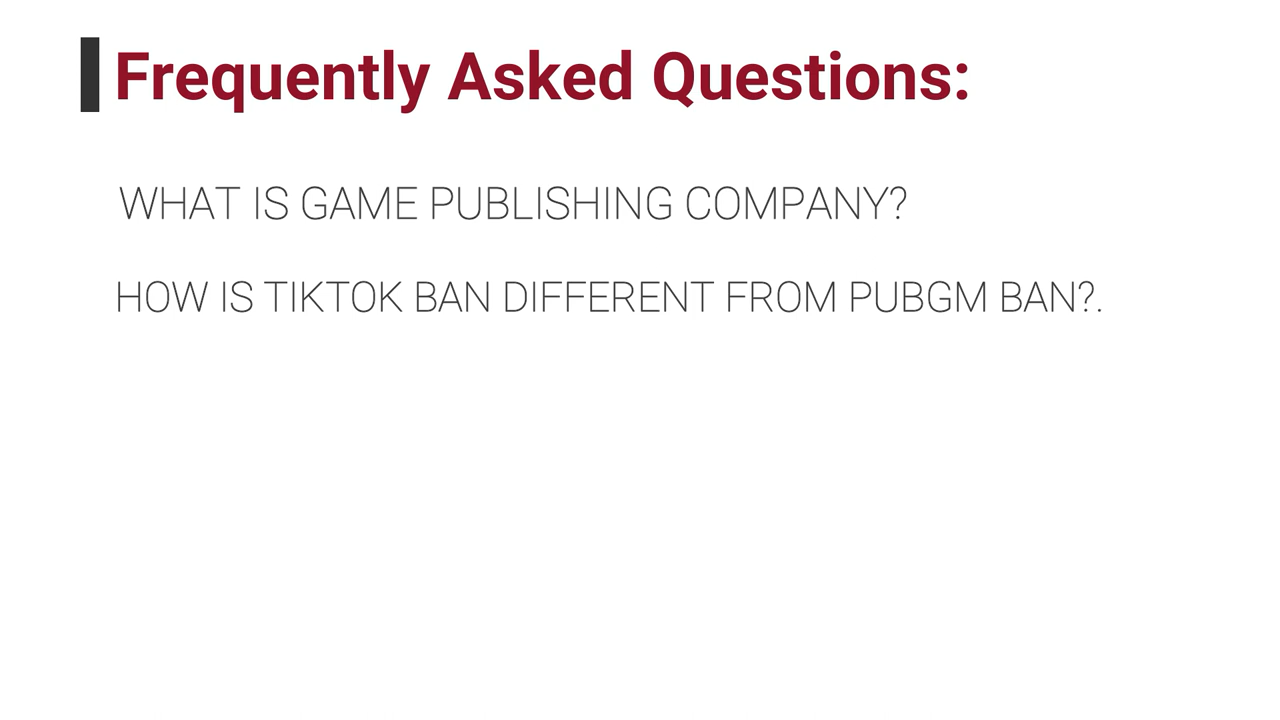 Frequently Asked Questions:
WHAT IS GAME PUBLISHING COMPANY?
HOW IS TIKTOK BAN DIFFERENT FROM PUBGM BAN?.